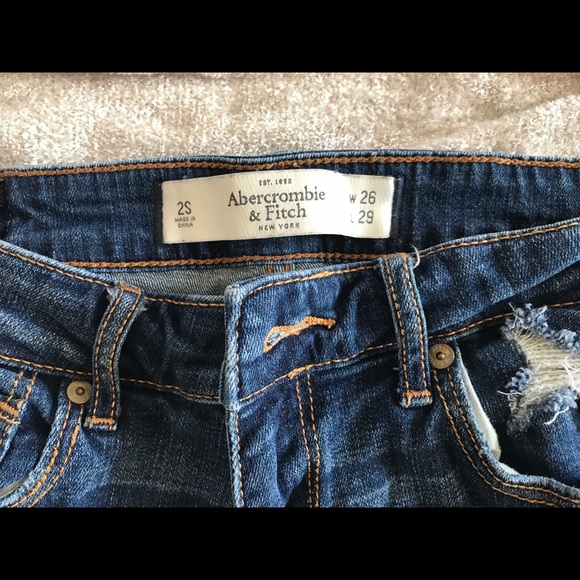 2S
MADE IN
CHINA
EST. 1892
Abercrombie
& Fitch
NEW YORK
W 26
L 29